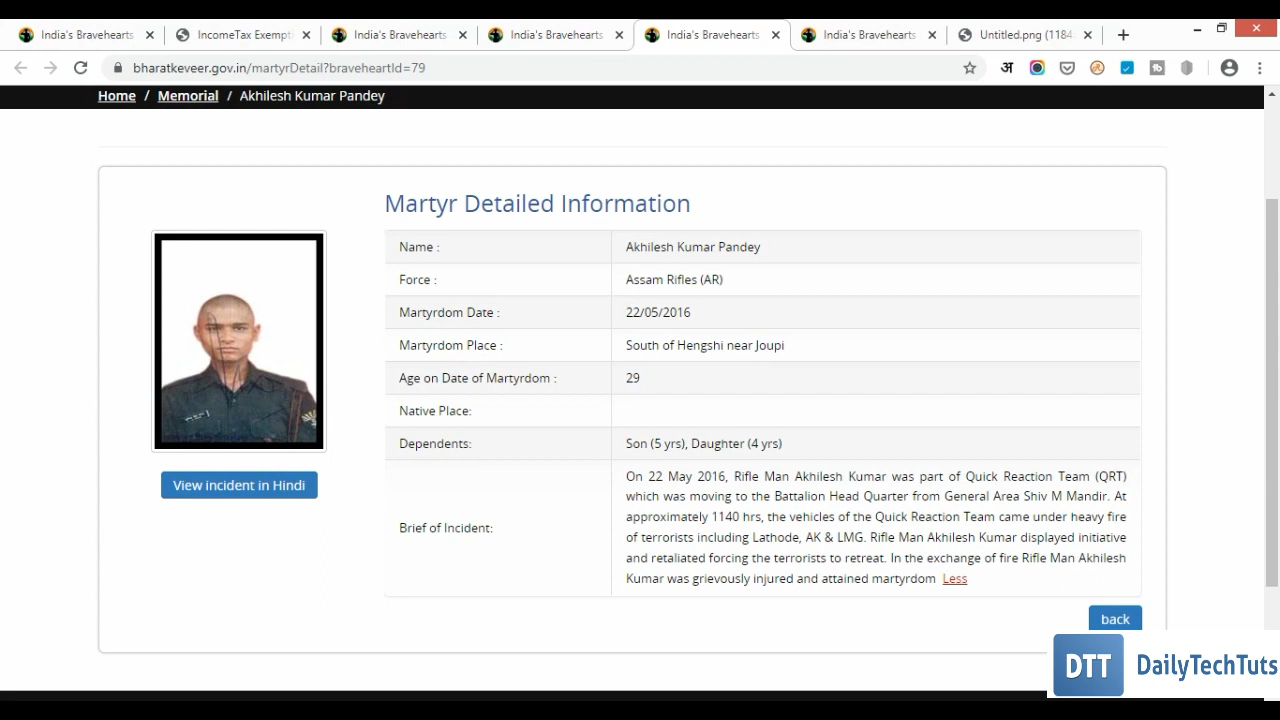 India's Bravehearts
IncomeTax Exempt
India's Bravehearts
India's Bravehearts
India's Bravehearts
India's Bravehearts
Untitled.png (1184
bharatkeveer.gov.in/martyrDetail?braveheartId=79
अ
Home / Memorial / Akhilesh Kumar Pandey
Martyr Detailed Information
Name : Akhilesh Kumar Pandey
Force : Assam Rifles (AR)
Martyrdom Date : 22/05/2016
Martyrdom Place : South of Hengshi near Joupi
Age on Date of Martyrdom : 29
Native Place:
Dependents: Son (5 yrs), Daughter (4 yrs)
View incident in Hindi
Brief of Incident:
On 22 May 2016, Rifle Man Akhilesh Kumar was part of Quick Reaction Team (QRT)
which was moving to the Battalion Head Quarter from General Area Shiv M Mandir. At
approximately 1140 hrs, the vehicles of the Quick Reaction Team came under heavy fire
of terrorists including Lathode, AK & LMG. Rifle Man Akhilesh Kumar displayed initiative
and retaliated forcing the terrorists to retreat. In the exchange of fire Rifle Man Akhilesh
Kumar was grievously injured and attained martyrdom Less
back
DTT DailyTechTuts